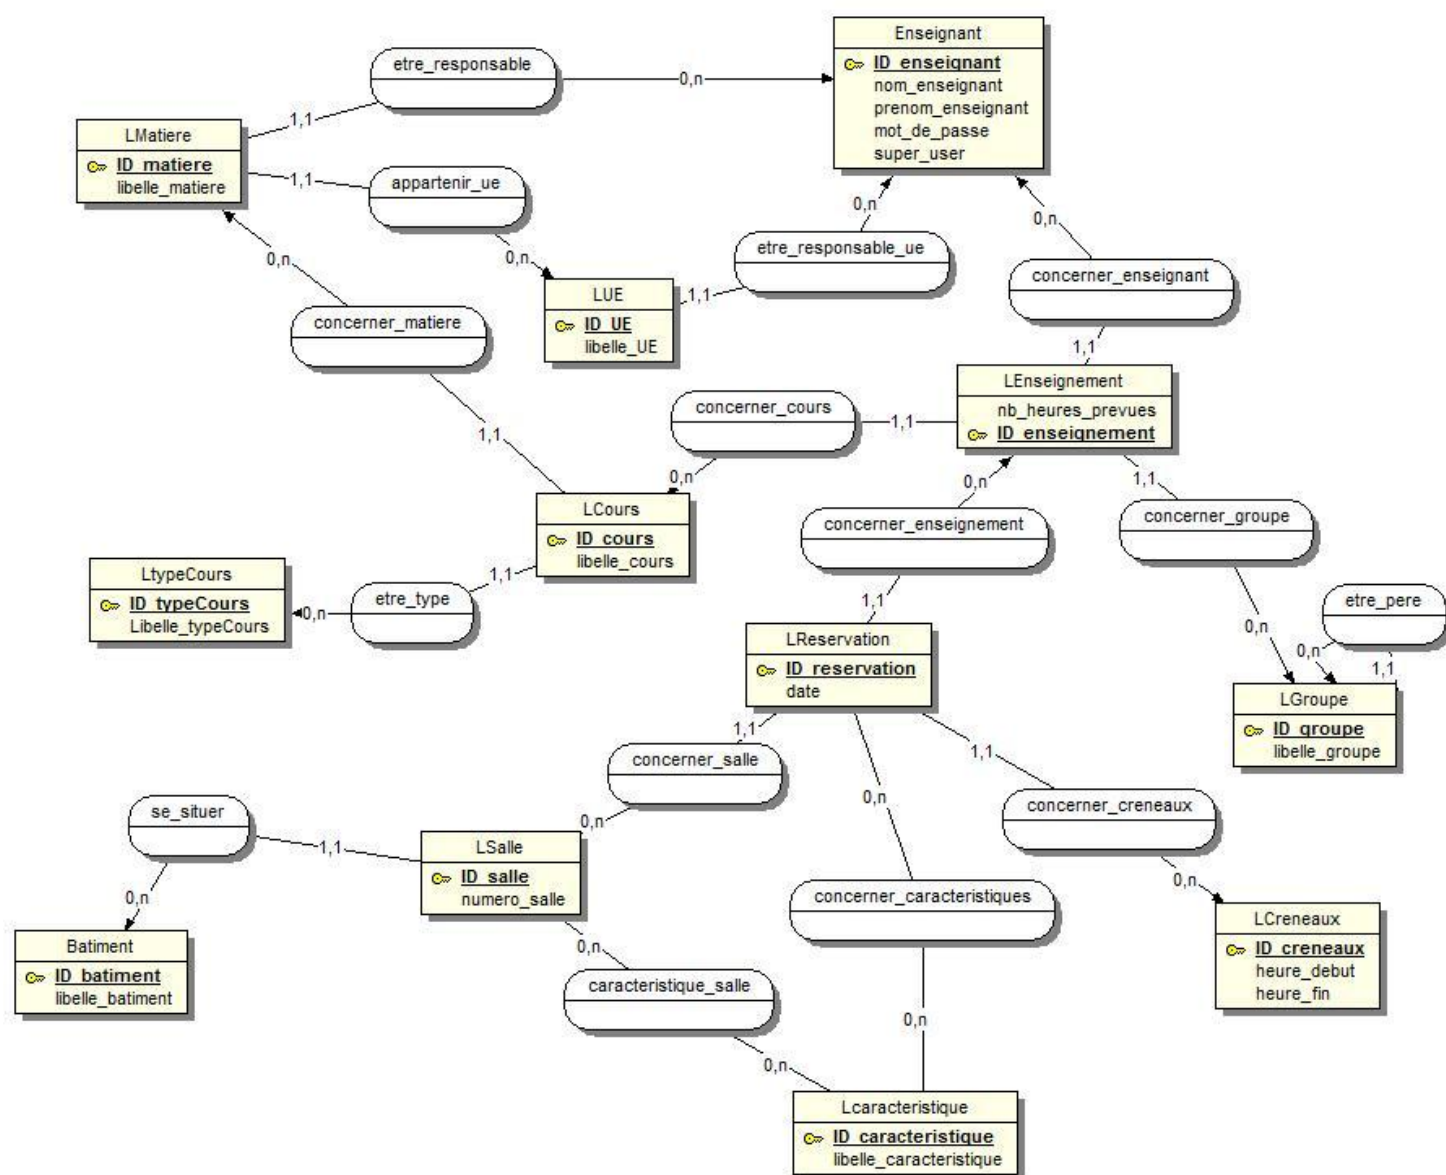 Enseignant
ID_enseignant
nom_enseignant
prenom_enseignant
mot_de_passe
super_user
etre_responsable
0,n
1,1
LMatiere
ID_matiere
libelle_matiere
1,1
appartenir_ue
0,n
0,n
etre_responsable_ue
0,n
0,n
concerner_enseignant
LUE
ID_UE
libelle_UE
1,1
concerner_matiere
1,1
LEnseignement
nb_heures_prevues
ID_enseignement
concerner_cours
1,1
1,1
0,n
0,n
1,1
LCours
ID_cours
libelle_cours
concerner_enseignement
concerner_groupe
LtypeCours
ID_typeCours
Libelle_typeCours
1,1
etre_type
0,n
1,1
etre_pere
0,n
0,n
1,1
LReservation
ID_reservation
date
LGroupe
ID_groupe
libelle_groupe
1,1
concerner_salle
1,1
0,n
concerner_creneaux
se_situer
0,n
1,1
LSalle
ID_salle
numero_salle
0,n
concerner_caracteristiques
0,n
LCreneaux
ID_creneaux
heure_debut
heure_fin
Batiment
ID_batiment
libelle_batiment
0,n
caracteristique_salle
0,n
0,n
Lcaracteristique
ID_caracteristique
libelle_caracteristique